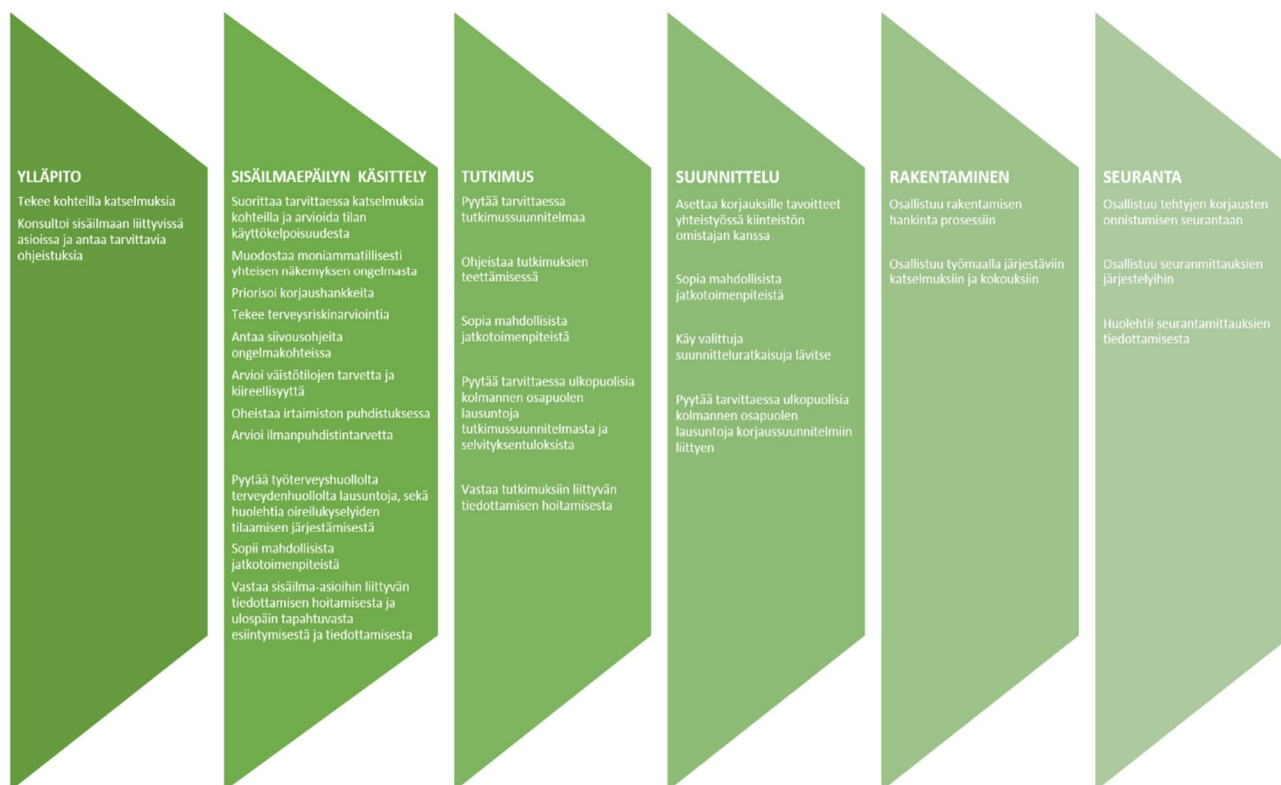 YLLÄPITO
Tekee kohteilla katselmuksia
Konsultoi sisäilmaan liittyvissä
asioissa ja antaa tarvittavia
ohjeistuksia
SISÄILMAEPÄILYN KÄSITTELY
Suorittaa tarvittaessa katselmuksia
kohteilla ja arvioida tilan
käyttökelpoisuudesta
Muodostaa moniammatillisesti
yhteisen näkemyksen ongelmasta
Priorisoi korjaushankkeita
Tekee terveysriskinarviointia
Antaa siivousohjeita
ongelmakohteissa
Arvioi väistötilojen tarvetta ja
kiireellisyyttä
Oheistaa irtaimiston puhdistuksessa
Arvioi ilmanpuhdistintarvetta
Pyytää työterveyshuollolta
terveydenhuollolta lausuntoja, sekä
huolehtia oireilukyselyiden
tilaamisen järjestämisestä
Sopii mahdollisista
jatkotoimenpiteistä
Vastaa sisäilma-asioihin liittyvän
tiedottamisen hoitamisesta ja
ulospäin tapahtuvasta
esiintymisestä ja tiedottamisesta
TUTKIMUS
Pyytää tarvittaessa
tutkimussuunnitelmaa
Ohjeistaa tutkimuksien
teettämisessä
Sopia mahdollisista
jatkotoimenpiteistä
Pyytää tarvittaessa ulkopuolisia
kolmannen osapuolen
lausuntoja
tutkimussuunnitelmasta ja
selvityksentuloksista
Vastaa tutkimuksiin liittyvän
tiedottamisen hoitamisesta
SUUNNITTELU
Asettaa korjauksille tavoitteet
yhteistyössä kiinteistön
omistajan kanssa
Sopia mahdollisista
jatkotoimenpiteistä
Käy valittuja
suunnitteluratkaisuja lävitse
Pyytää tarvittaessa ulkopuolisia
kolmannen osapuolen
lausuntoja korjaussuunnitelmiin
liittyen
RAKENTAMINEN
Osallistuu rakentamisen
hankinta prosessiin
Osallistuu työmaalla järjestäviin
katselmuksiin ja kokouksiin
SEURANTA
Osallistuu tehtyjen korjausten
onnistumisen seurantaan
Osallistuu seuranmittauksien
järjestelyihin
Huolehtii seurantamittauksien
tiedottamisesta